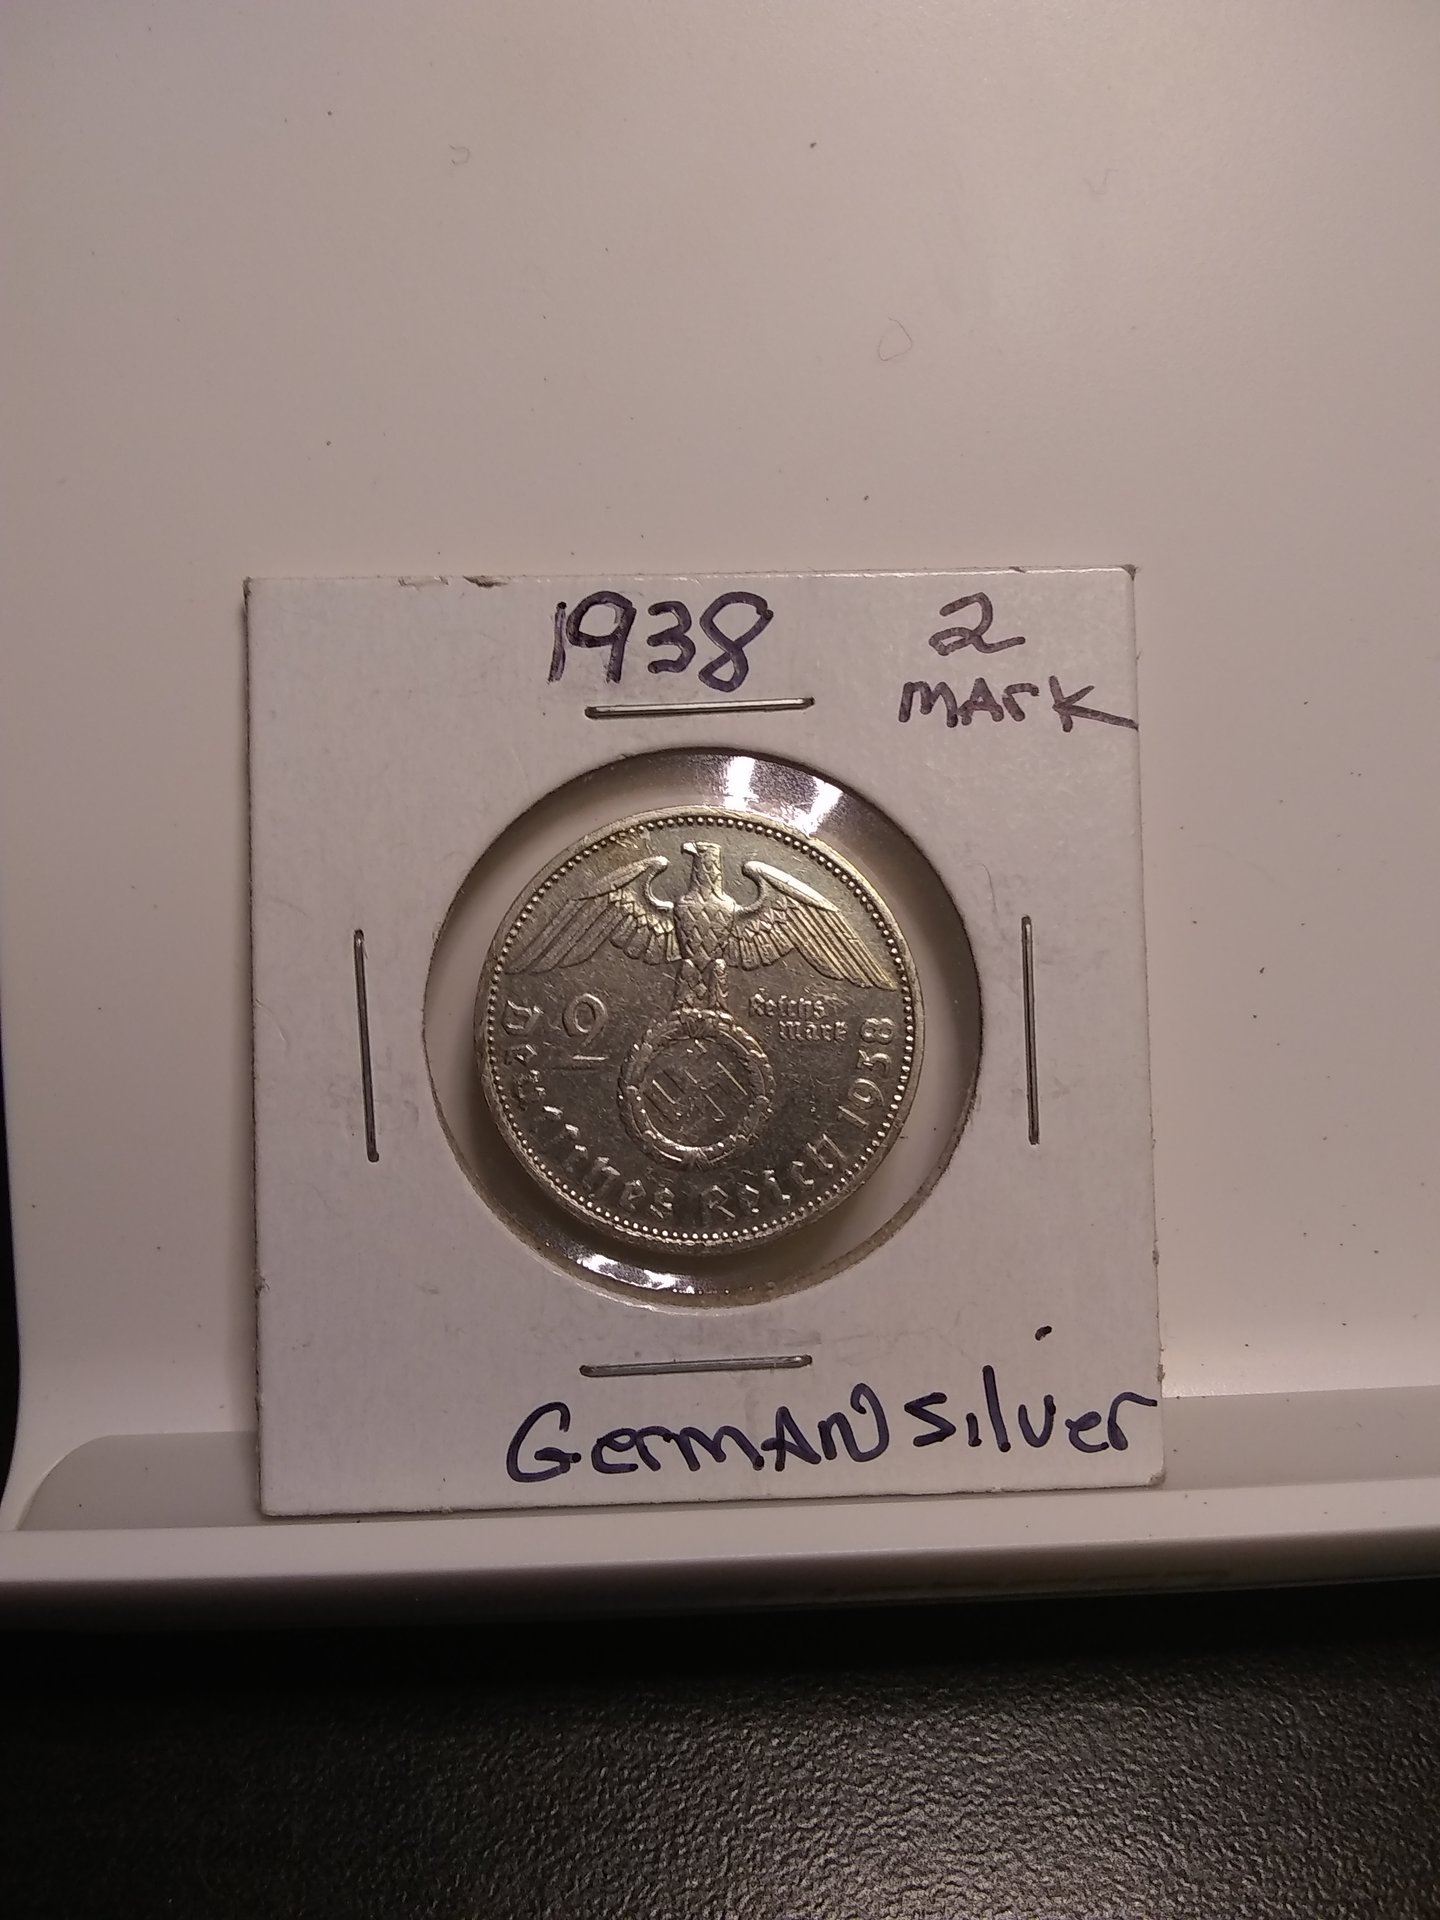 1938
2
MArK
2
Reichs
mark
Deutsches Reich 1938
GermAN Silver